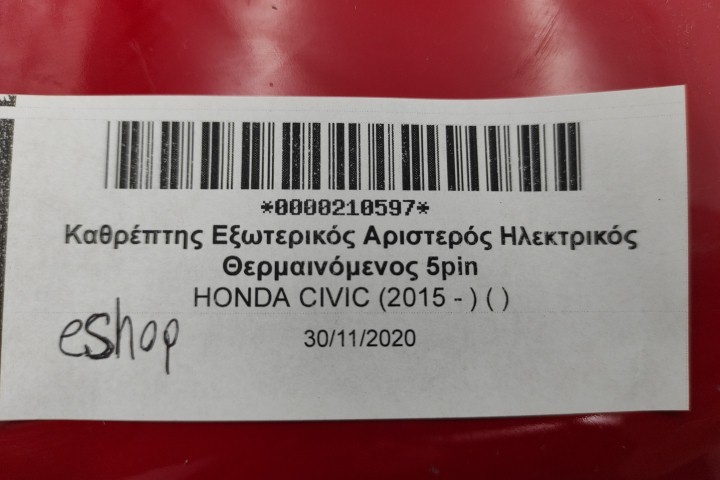 *0000210597*
Καθρέπτης Εξωτερικός Αριστερός Ηλεκτρικός
Θερμαινόμενος 5pin
HONDA CIVIC (2015 - ) ( )
eshop
30/11/2020